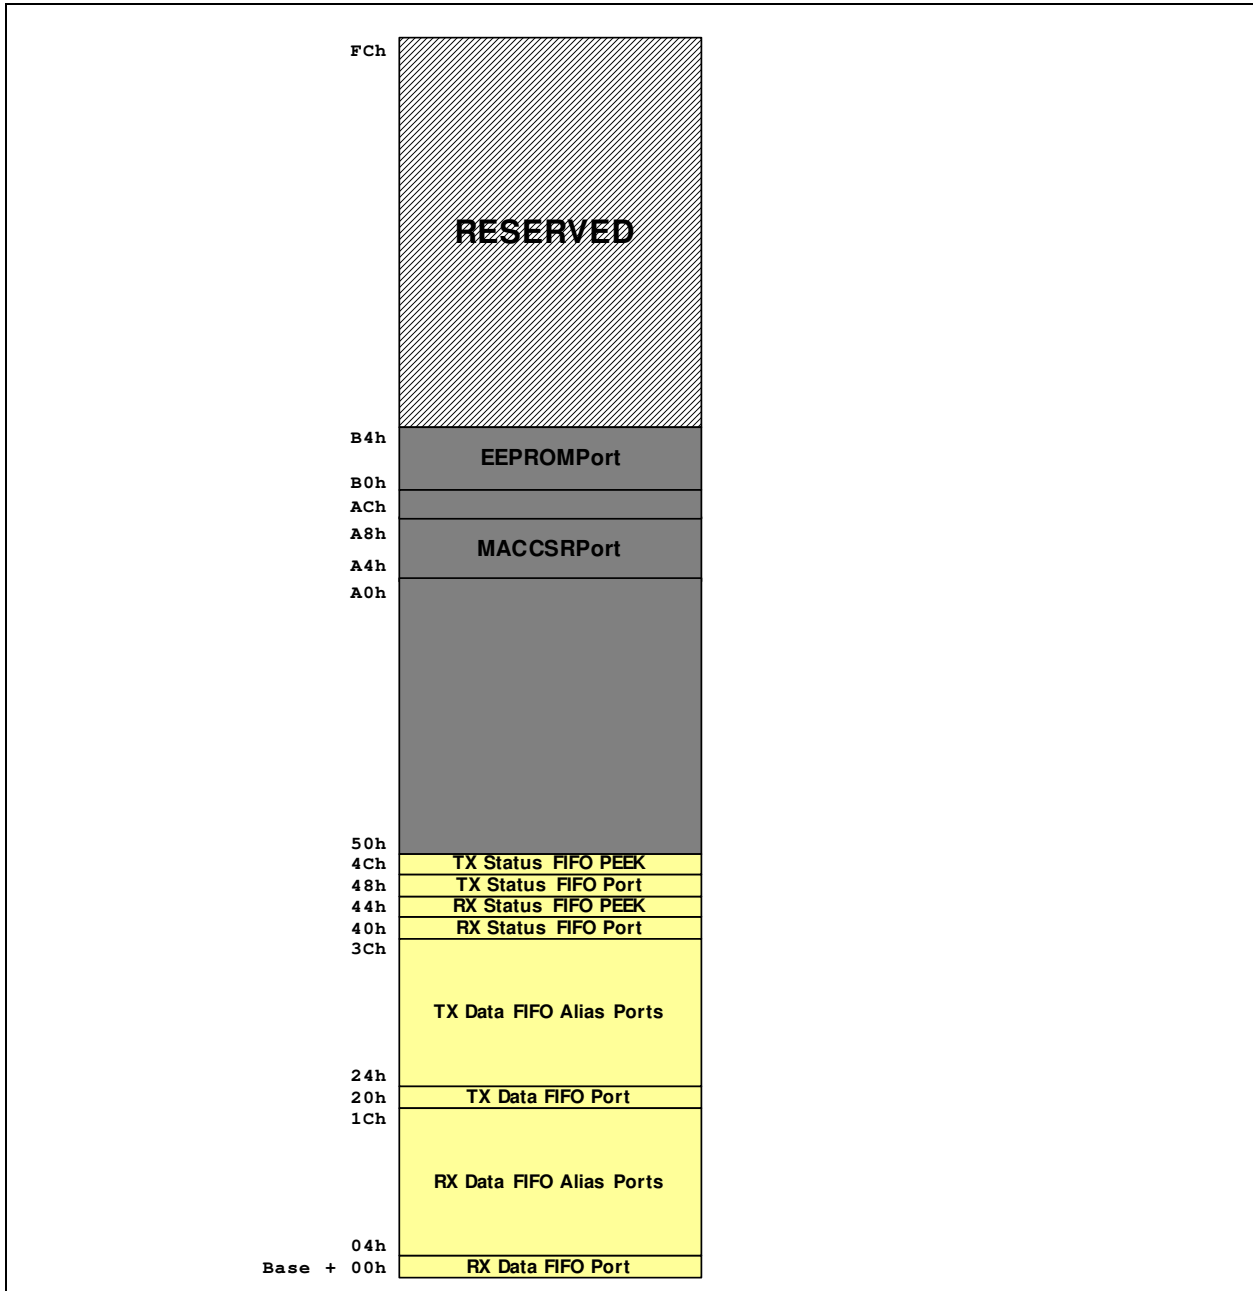 FCh
RESERVED
B4h
EEPROMPort
B0h
ACh
A8h
MACCSRPort
A4h
A0h
50h
4Ch TX Status FIFO PEEK
48h TX Status FIFO Port
44h RX Status FIFO PEEK
40h RX Status FIFO Port
3Ch
TX Data FIFO Alias Ports
24h
20h TX Data FIFO Port
1Ch
RX Data FIFO Alias Ports
04h
Base + 00h RX Data FIFO Port